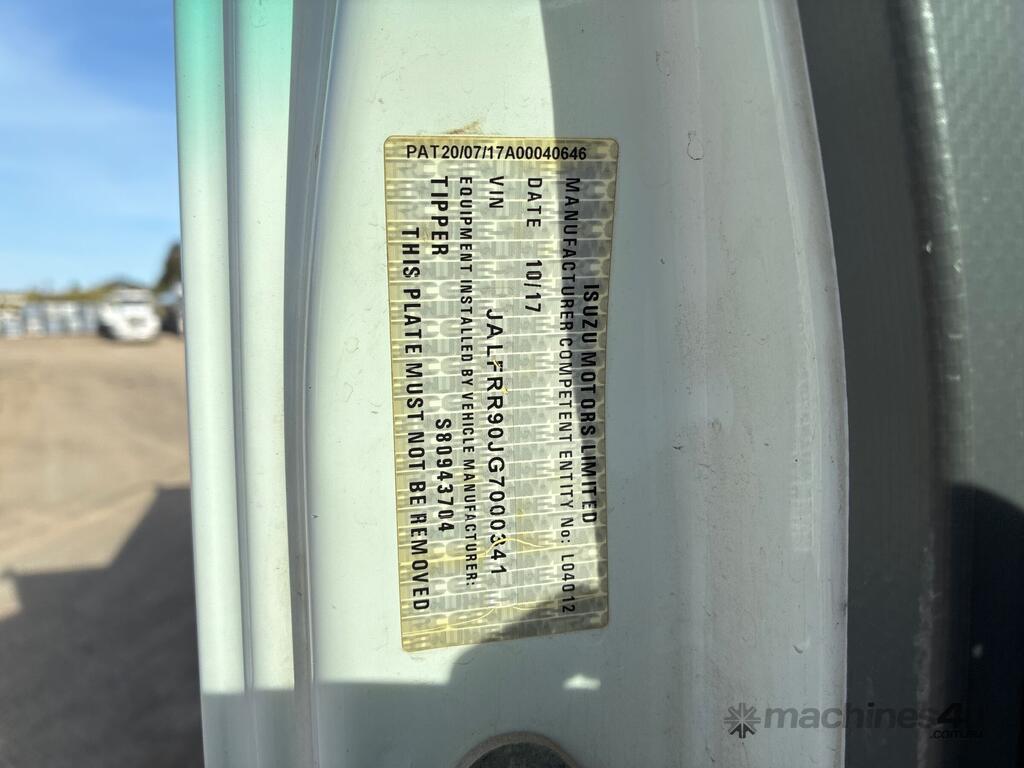 PAT20/07/17A00040646
ISUZU MOTORS LIMITED
MANUFACTURER COMPETENT ENTITY No: L04012
DATE 10/17
VIN JALFRR90JG7000341
EQUIPMENT INSTALLED BY VEHICLE MANUFACTURER:
TIPPER S80943704
THIS PLATE MUST NOT BE REMOVED
machines4u
.com.au